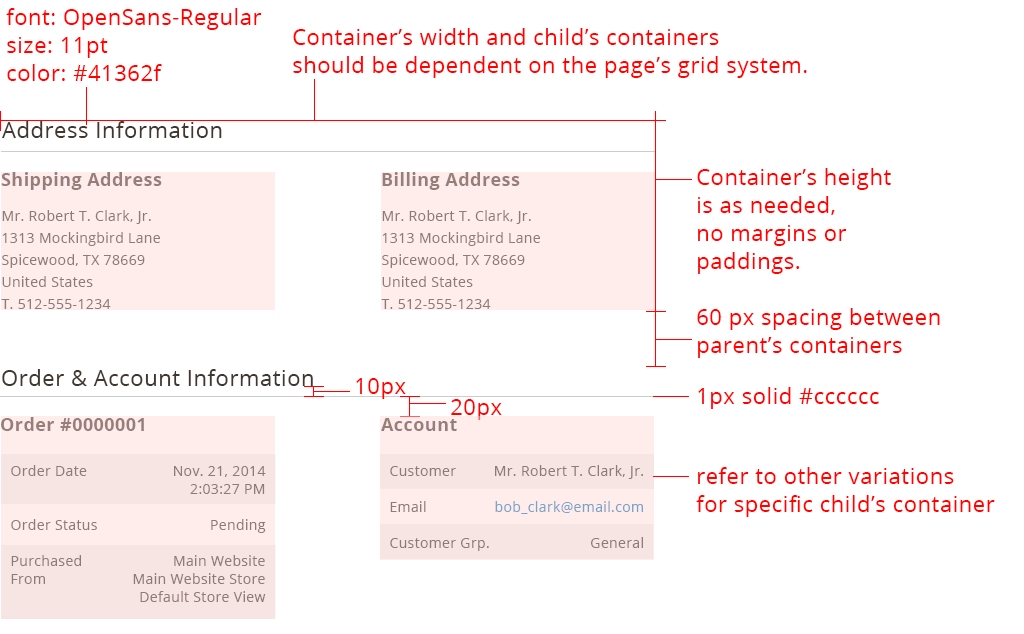 font: OpenSans-Regular
size: 11pt
color: #41362f
Container’s width and child’s containers
should be dependent on the page’s grid system.
Address Information
Shipping Address
Mr. Robert T. Clark, Jr.
1313 Mockingbird Lane
Spicewood, TX 78669
United States
T. 512-555-1234
Billing Address
Mr. Robert T. Clark, Jr.
1313 Mockingbird Lane
Spicewood, TX 78669
United States
T. 512-555-1234
Container’s height
is as needed,
no margins or
paddings.
60 px spacing between
parent’s containers
Order & Account Information
10px
1px solid #cccccc
20px
Order #0000001
Order Date Nov. 21, 2014
2:03:27 PM
Order Status Pending
Purchased Main Website
From Main Website Store
Default Store View
Account
Customer Mr. Robert T. Clark, Jr.
Email bob_clark@email.com
Customer Grp. General
refer to other variations
for specific child’s container